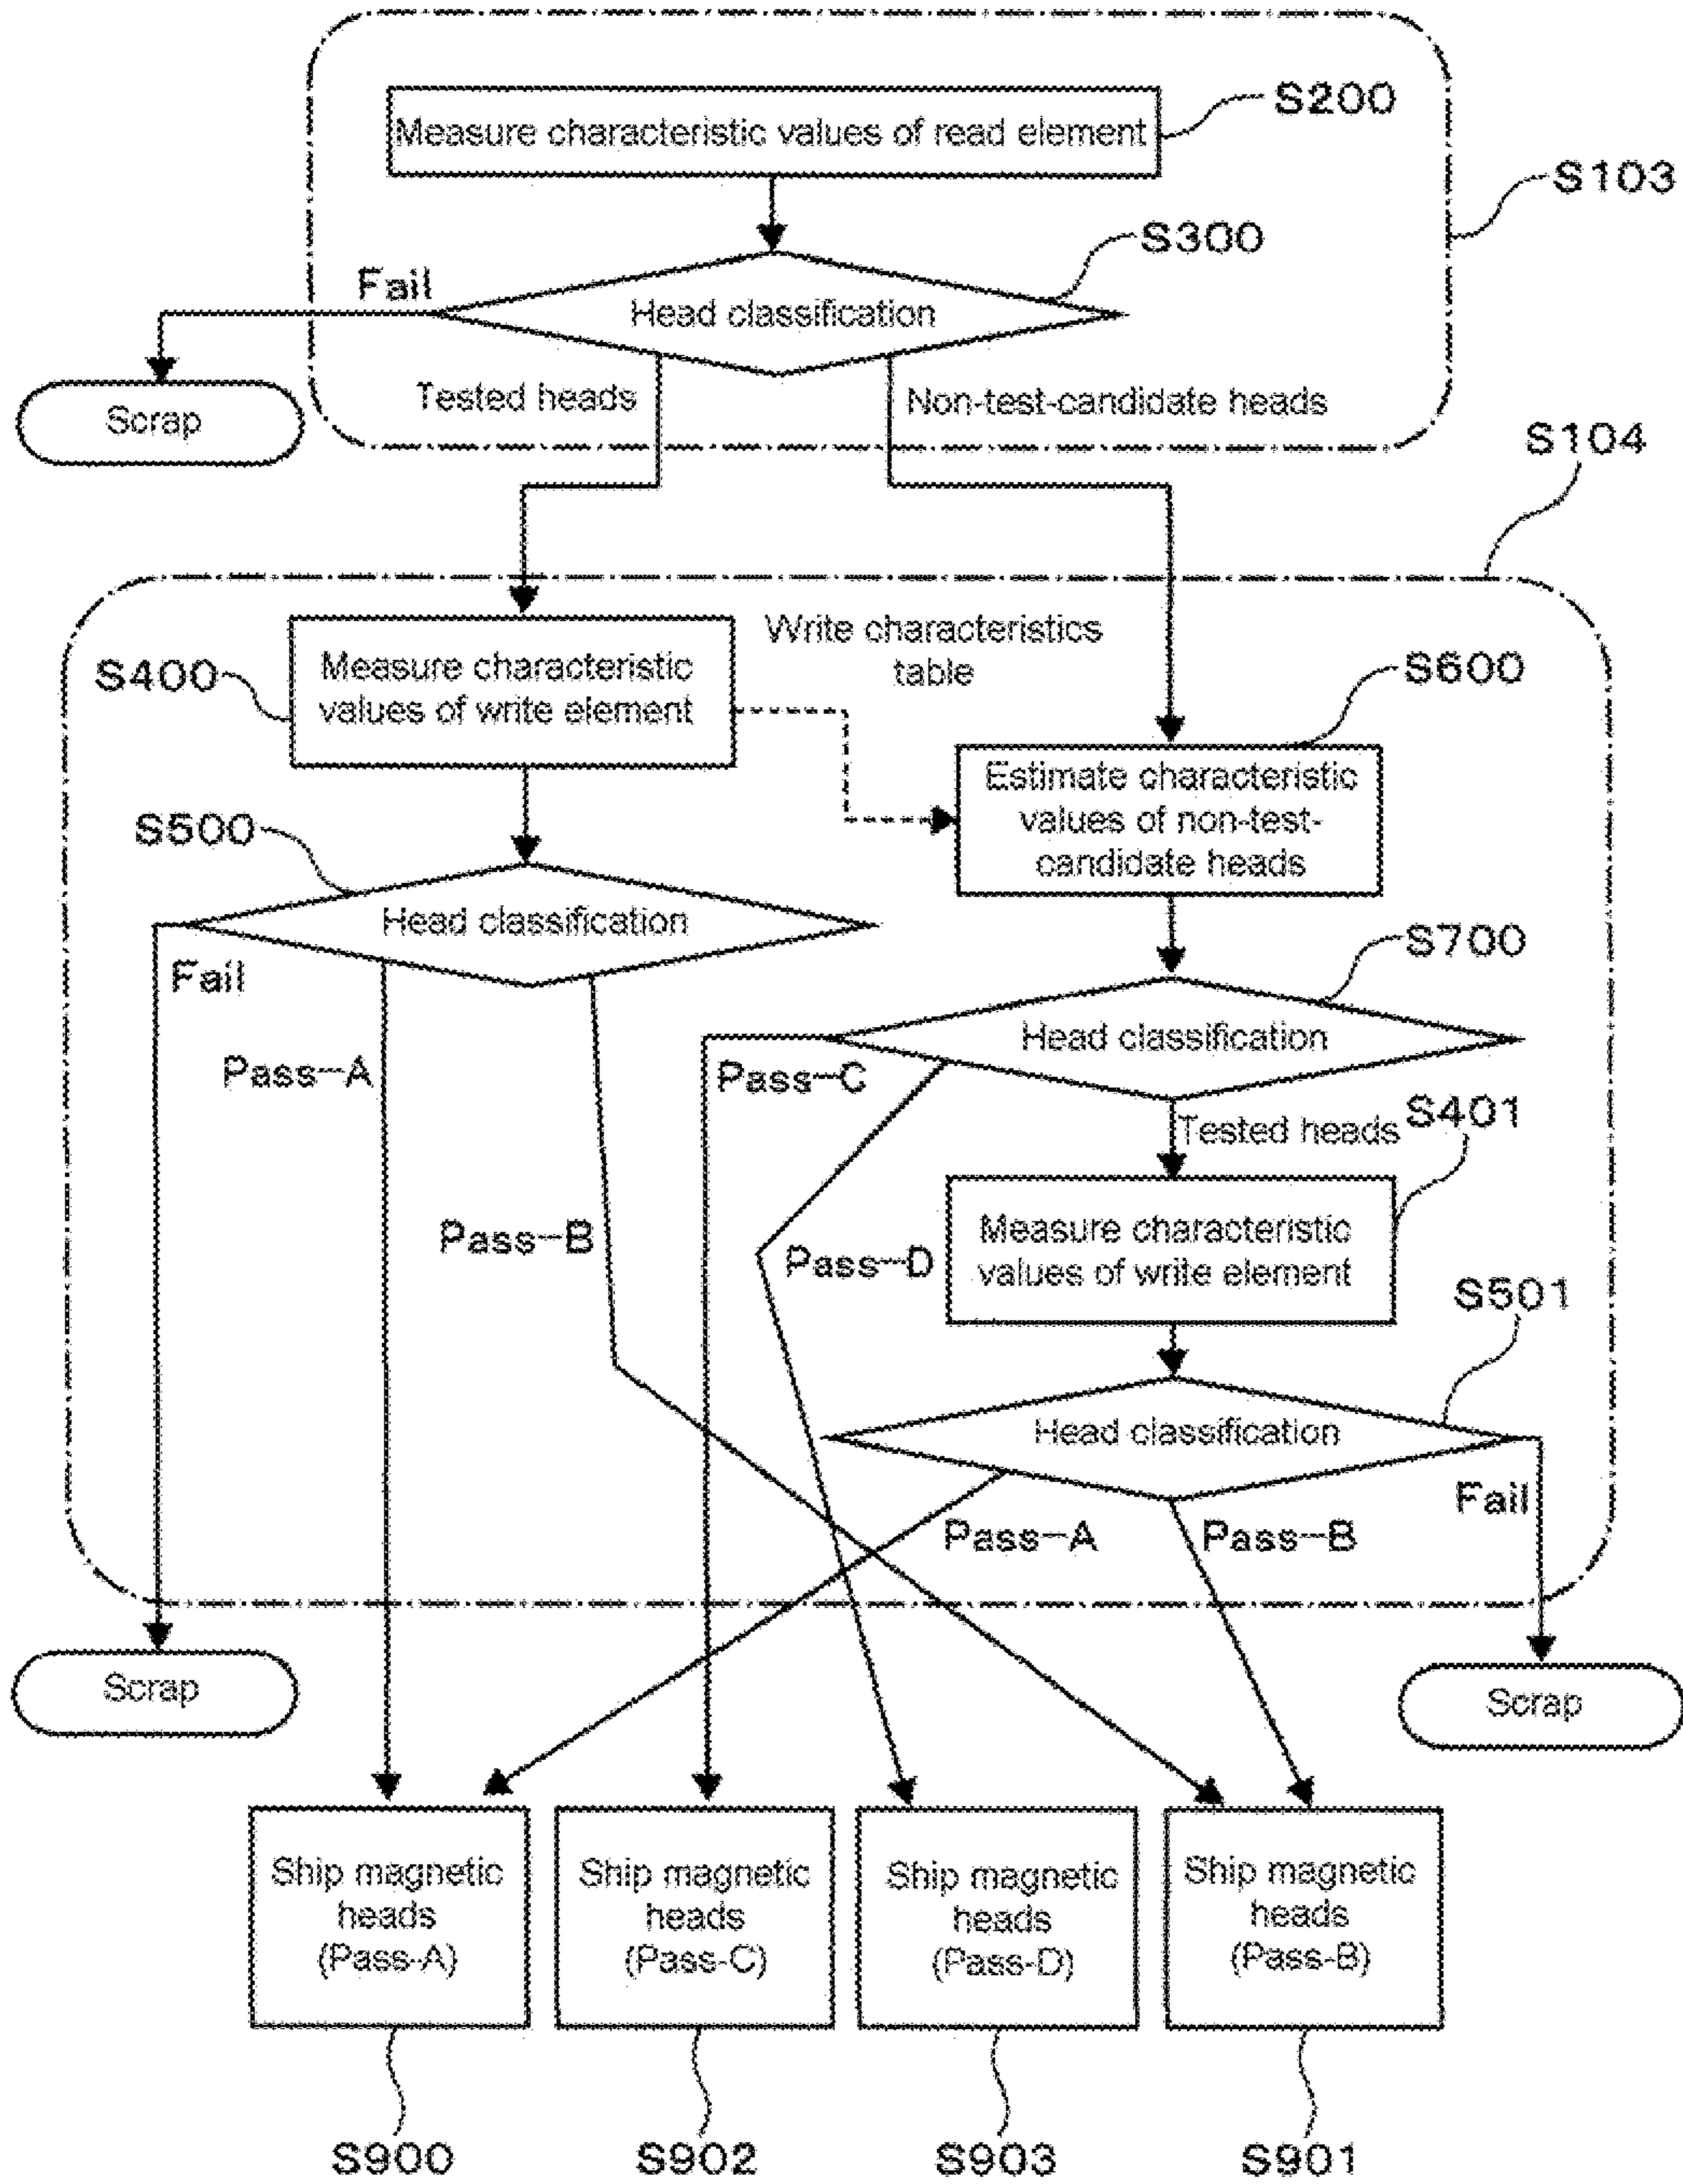 S200
Measure characteristic values of read element
S103
S300
Fail
Head classification
Scrap
Tested heads
Non-test-candidate heads
S104
Write characteristics
table
S400
Measure characteristic
values of write element
S600
Estimate characteristic
values of non-test-
candidate heads
S500
Head classification
Fail
S700
Head classification
Pass-A
Pass-C
Tested heads
S401
Pass-B
Pass-D
Measure characteristic
values of write element
S501
Head classification
Fail
Pass-A
Pass-B
Scrap
Scrap
Ship magnetic
heads
(Pass-A)
Ship magnetic
heads
(Pass-C)
Ship magnetic
heads
(Pass-D)
Ship magnetic
heads
(Pass-B)
S900
S902
S903
S901